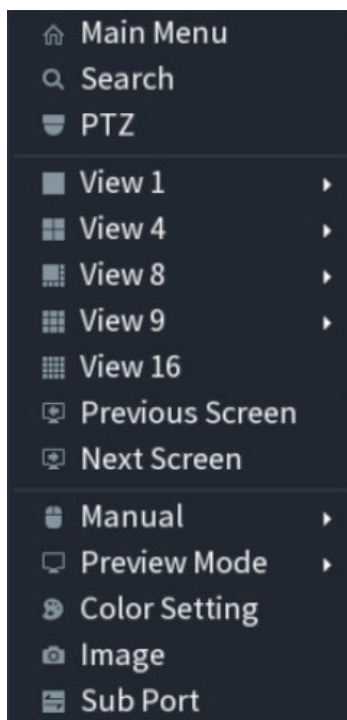 Main Menu
Search
PTZ
View 1
View 4
View 8
View 9
View 16
Previous Screen
Next Screen
Manual
Preview Mode
Color Setting
Image
Sub Port